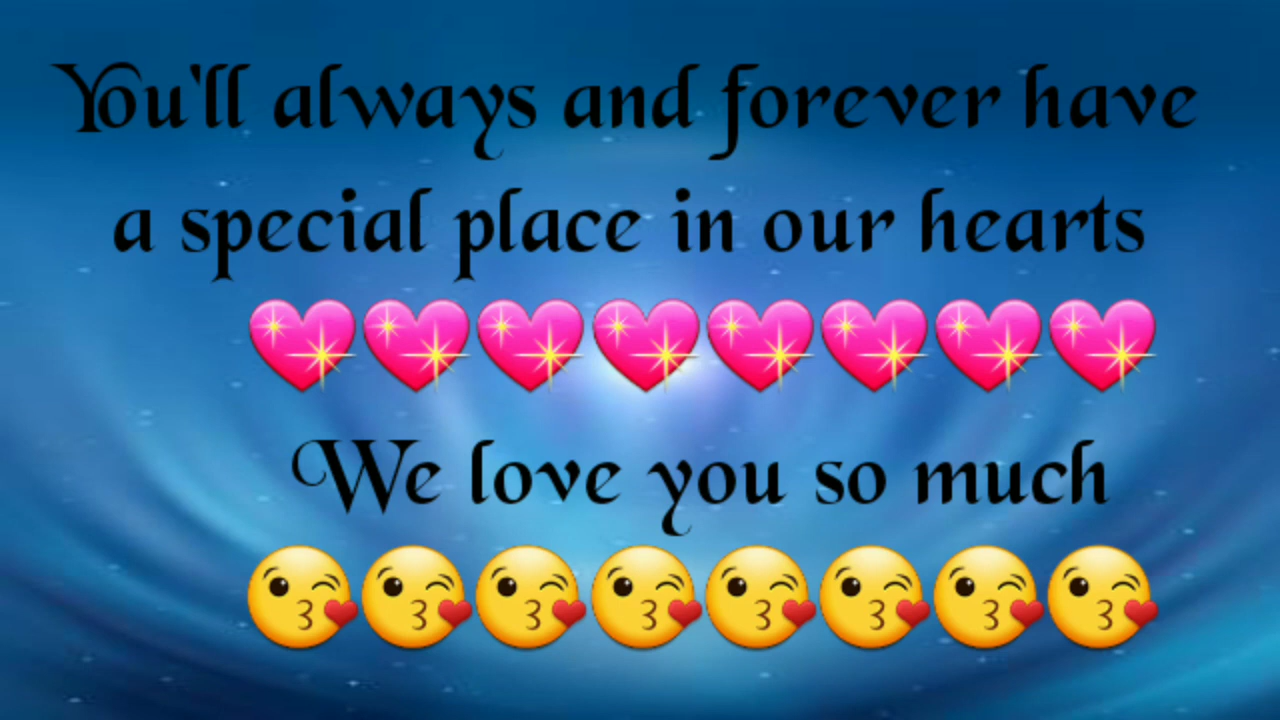 You'll always and forever have
a special place in our hearts
💖💖💖💖💖💖💖💖
We love you so much
😘😘😘😘😘😘😘😘